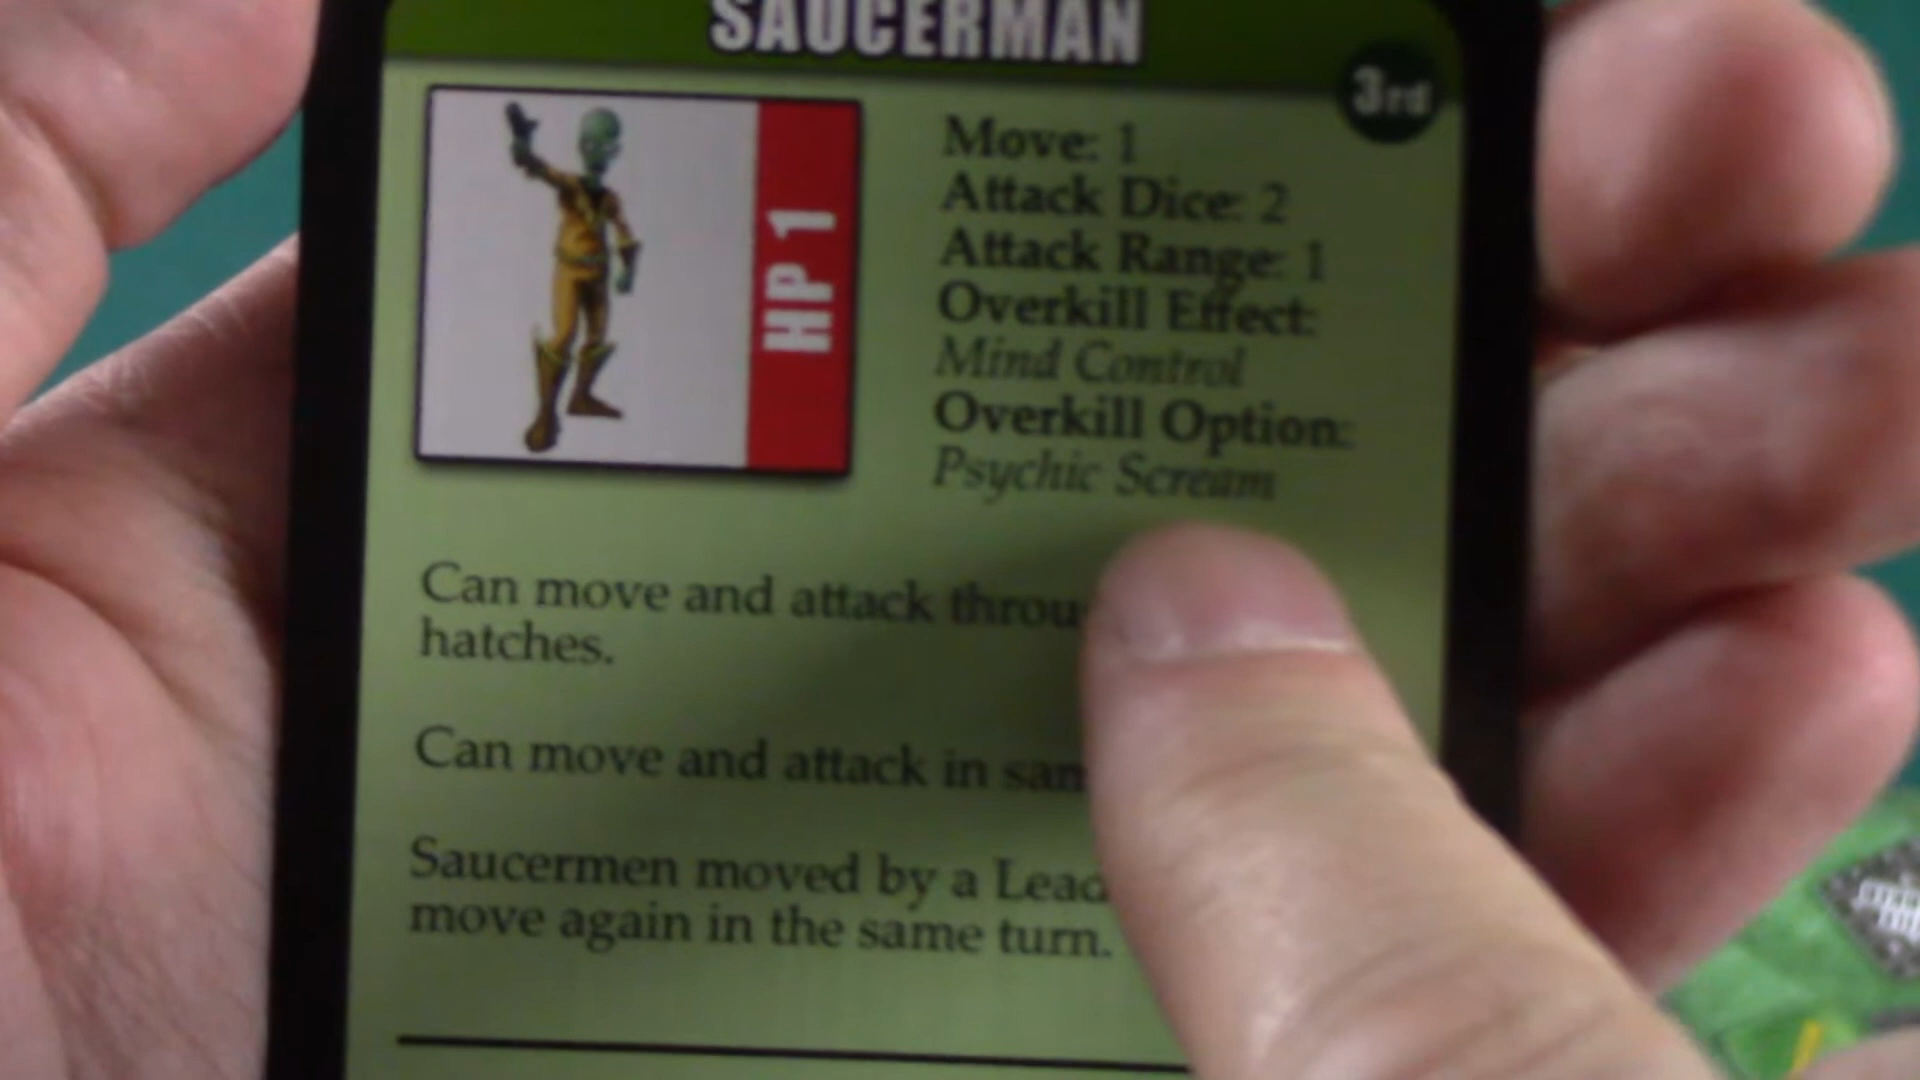 SAUCERMAN
3rd
HP 1
Move: 1
Attack Dice: 2
Attack Range: 1
Overkill Effect:
Mind Control
Overkill Option:
Psychic Scream
Can move and attack
hatches.
Can move and attack in
Saucermen moved by a
move again in the same turn.